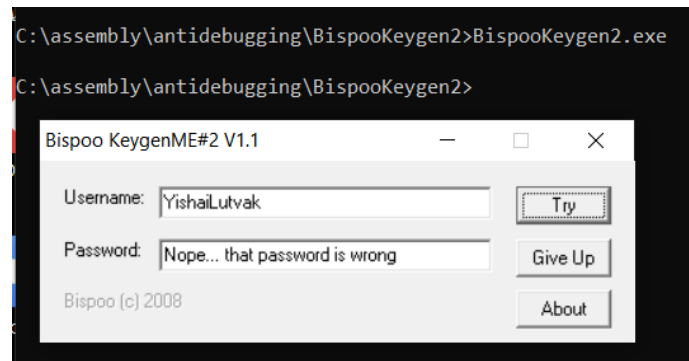 C:\assembly\antidebugging\BispooKeygen2>BispooKeygen2.exe
C:\assembly\antidebugging\BispooKeygen2>
Bispoo KeygenME#2 V1.1
Username: YishaiLutvak Try
Password: Nope... that password is wrong Give Up
Bispoo (c) 2008 About